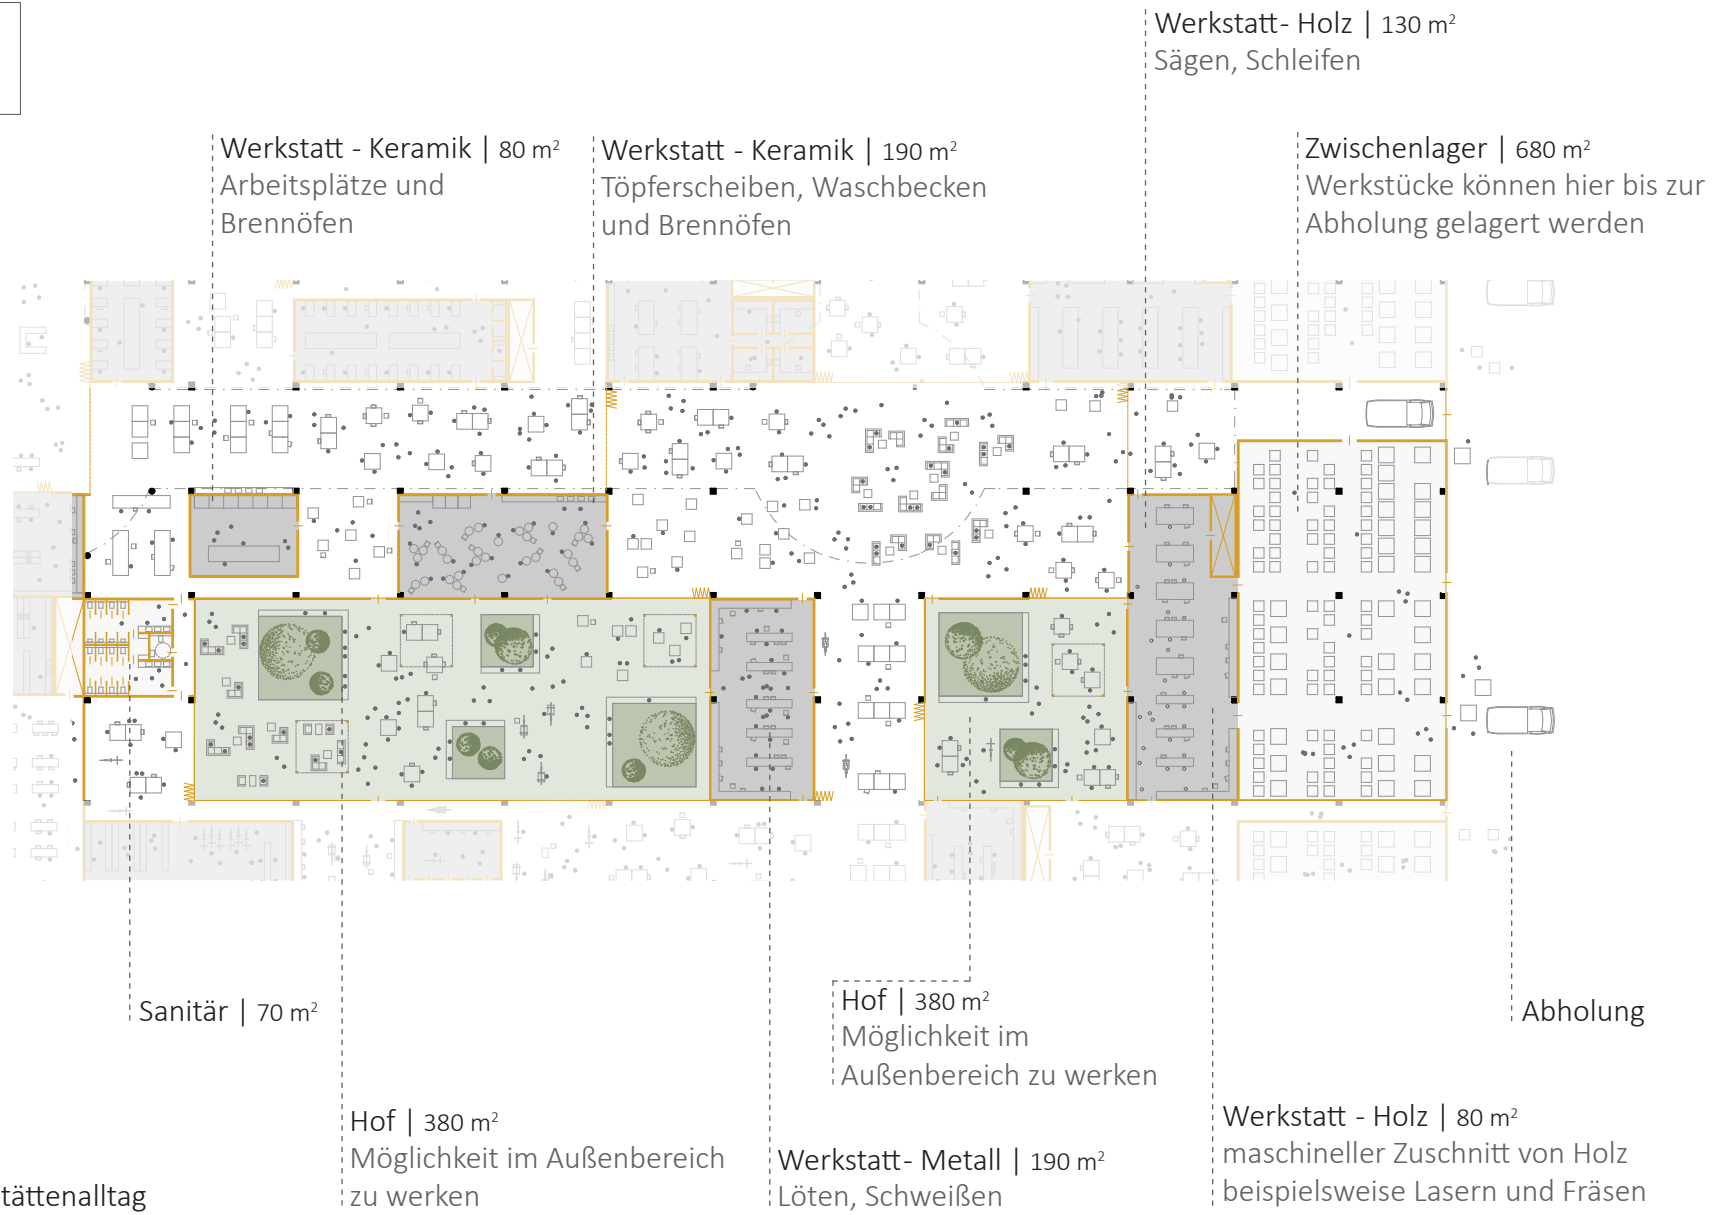 Werkstatt - Holz | 130 m²
Sägen, Schleifen
Werkstatt - Keramik | 80 m²
Arbeitsplätze und
Brennöfen
Werkstatt - Keramik | 190 m²
Töpferscheiben, Waschbecken
und Brennöfen
Zwischenlager | 680 m²
Werkstücke können hier bis zur
Abholung gelagert werden
Sanitär | 70 m²
Hof | 380 m²
Möglichkeit im
Außenbereich zu werken
Abholung
Hof | 380 m²
Möglichkeit im Außenbereich
zu werken
Werkstatt - Metall | 190 m²
Löten, Schweißen
Werkstatt - Holz | 80 m²
maschineller Zuschnitt von Holz
beispielsweise Lasern und Fräsen
tättenalltag